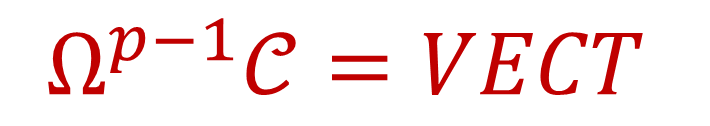 Ω^{p−1}𝒞 = VECT